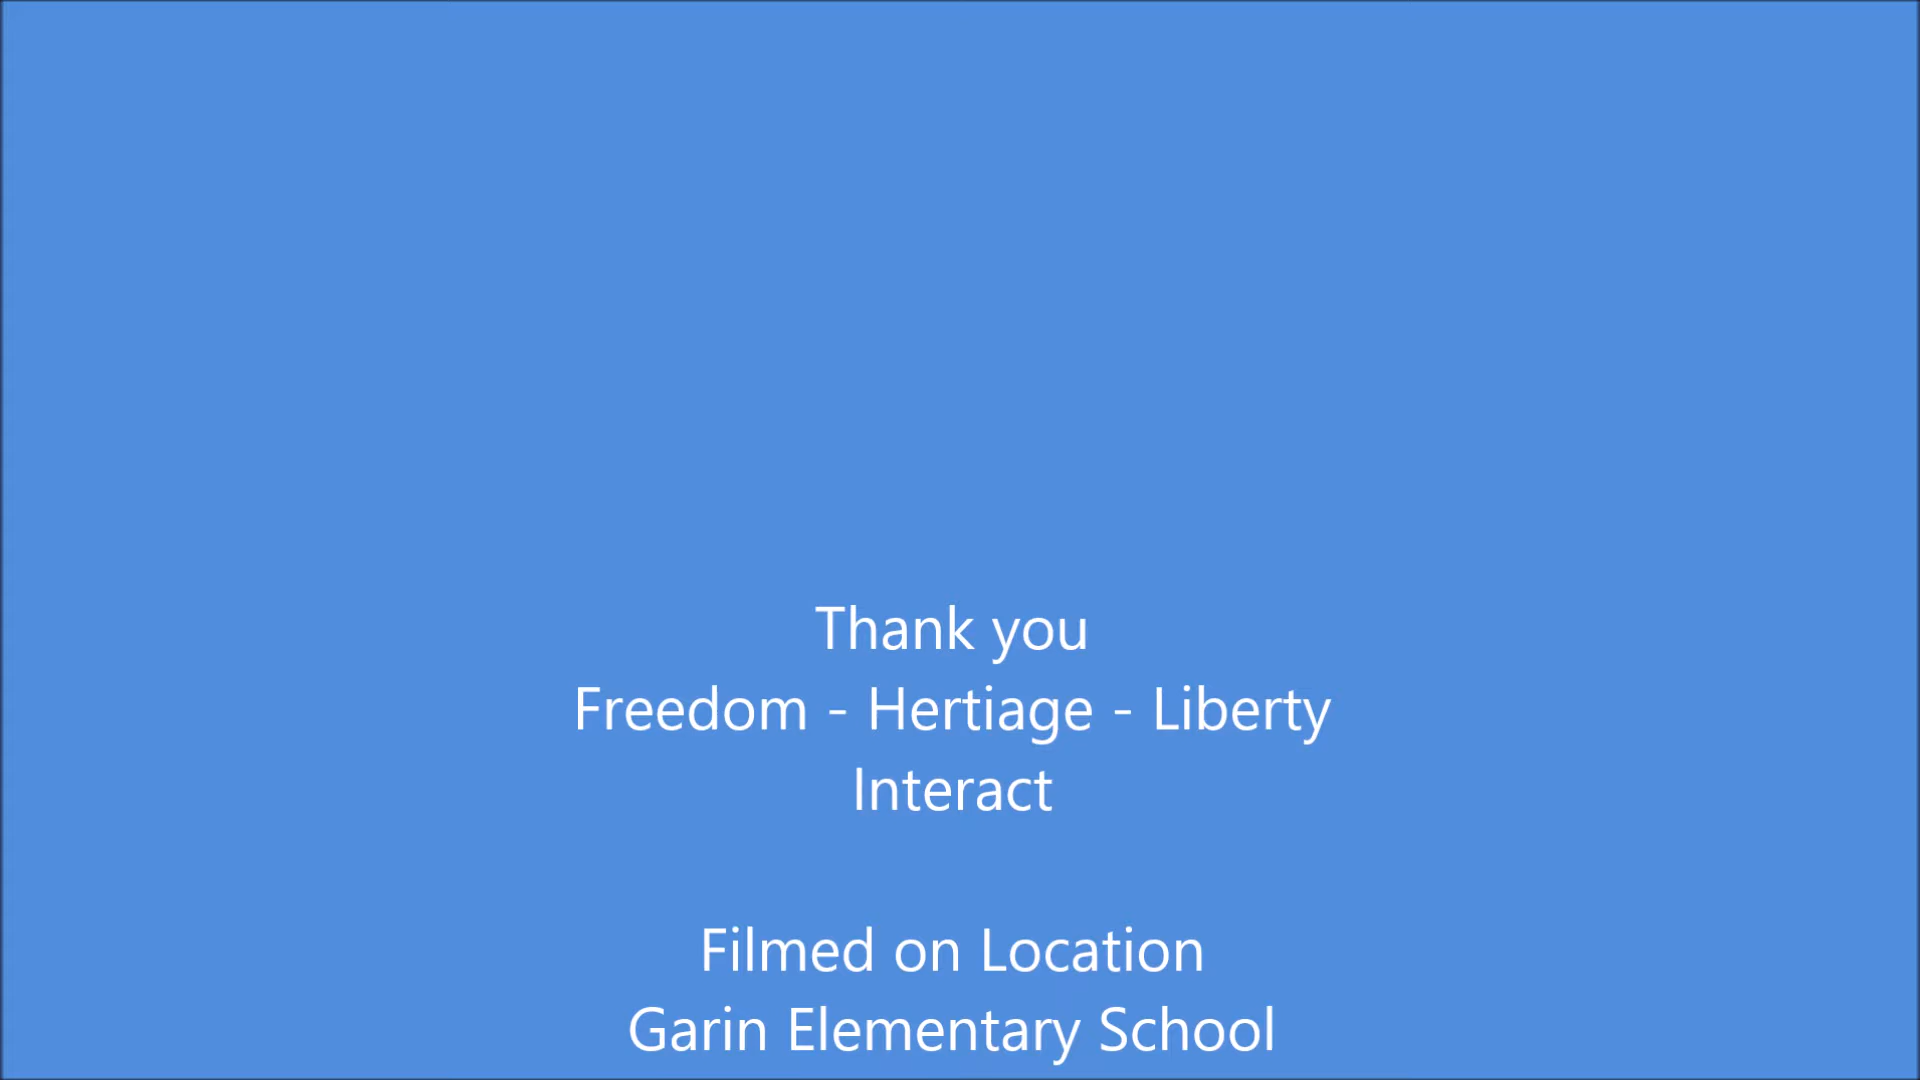 Thank you
Freedom - Hertiage - Liberty
Interact
Filmed on Location
Garin Elementary School